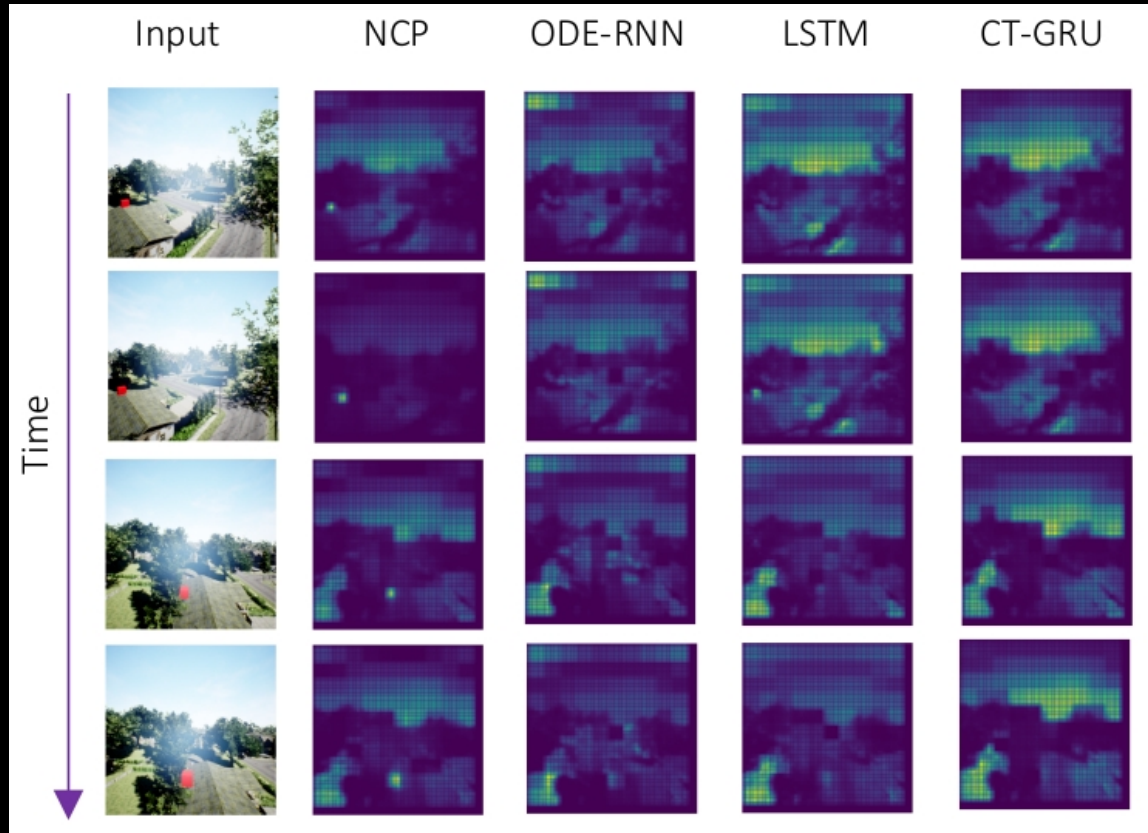 Input
NCP
ODE-RNN
LSTM
CT-GRU
Time